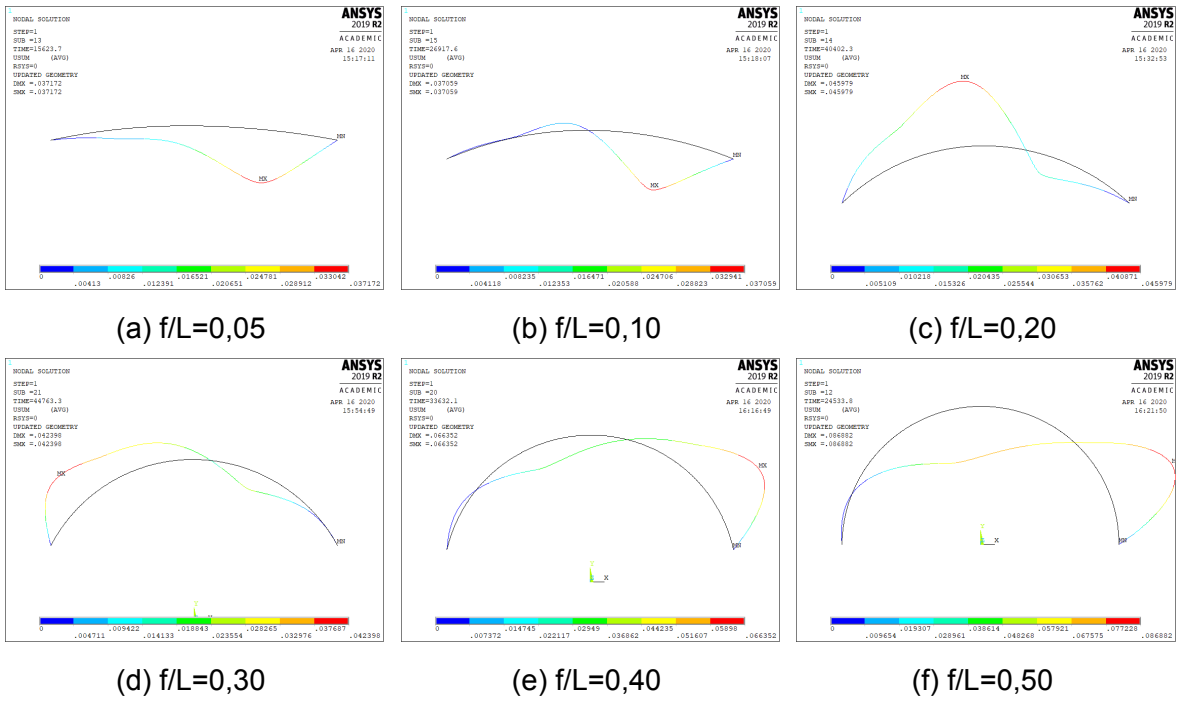 1
NODAL SOLUTION
STEP=1
SUB =13
TIME=15623.7
USUM (AVG)
RSYS=0
UPDATED GEOMETRY
DMX =.037172
SMX =.037172
ANSYS
2019 R2
ACADEMIC
APR 16 2020
15:17:11
MN
MX
0 .00826 .016521 .024781 .033042
.00413 .012391 .020651 .028912 .037172
(a) f/L=0,05
1
NODAL SOLUTION
STEP=1
SUB =15
TIME=26917.6
USUM (AVG)
RSYS=0
UPDATED GEOMETRY
DMX =.037059
SMX =.037059
ANSYS
2019 R2
ACADEMIC
APR 16 2020
15:18:07
MN
MX
0 .008235 .016471 .024706 .032941
.004118 .012353 .020588 .028823 .037059
(b) f/L=0,10
1
NODAL SOLUTION
STEP=1
SUB =14
TIME=40402.3
USUM (AVG)
RSYS=0
UPDATED GEOMETRY
DMX =.045979
SMX =.045979
ANSYS
2019 R2
ACADEMIC
APR 16 2020
15:32:53
MX
MN
0 .010218 .020435 .030653 .040871
.005109 .015326 .025544 .035762 .045979
(c) f/L=0,20
1
NODAL SOLUTION
STEP=1
SUB =21
TIME=44763.3
USUM (AVG)
RSYS=0
UPDATED GEOMETRY
DMX =.042398
SMX =.042398
ANSYS
2019 R2
ACADEMIC
APR 16 2020
15:54:49
MX
MN
0 .009422 .018843 .028265 .037687
.004711 .014133 .023554 .032976 .042398
(d) f/L=0,30
1
NODAL SOLUTION
STEP=1
SUB =20
TIME=33632.1
USUM (AVG)
RSYS=0
UPDATED GEOMETRY
DMX =.066352
SMX =.066352
ANSYS
2019 R2
ACADEMIC
APR 16 2020
16:16:49
MX
MN
X
0 .014745 .02949 .044235 .05898
.007372 .022117 .036862 .051607 .066352
(e) f/L=0,40
1
NODAL SOLUTION
STEP=1
SUB =12
TIME=24533.8
USUM (AVG)
RSYS=0
UPDATED GEOMETRY
DMX =.086882
SMX =.086882
ANSYS
2019 R2
ACADEMIC
APR 16 2020
16:21:50
MN
X
0 .019307 .038614 .057921 .077228
.009654 .028961 .048268 .067575 .086882
(f) f/L=0,50